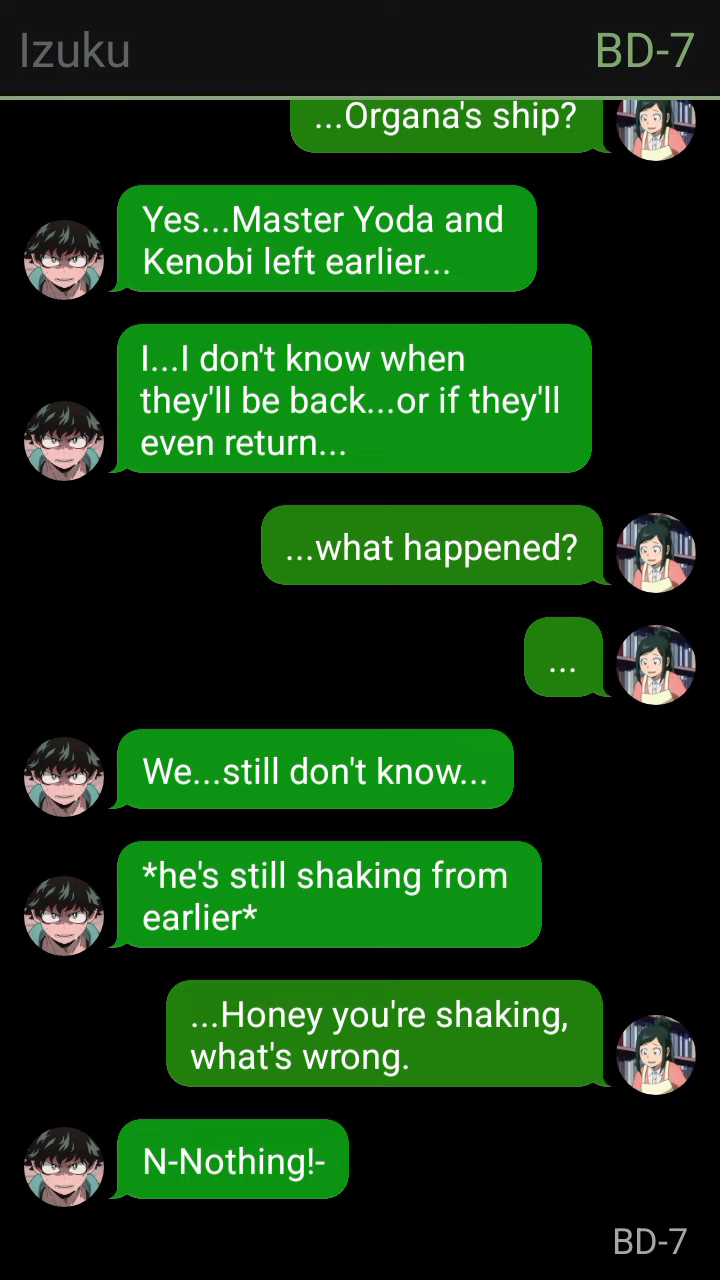 Izuku
BD-7
...Organa's ship?
Yes...Master Yoda and
Kenobi left earlier...
I...I don't know when
they'll be back...or if they'll
even return...
...what happened?
...
We...still don't know...
*he's still shaking from
earlier*
...Honey you're shaking,
what's wrong.
N-Nothing!-
BD-7